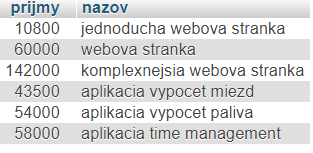 prijmy nazov
10800 jednoducha webova stranka
60000 webova stranka
142000 komplexnejsia webova stranka
43500 aplikacia vypocet miezd
54000 aplikacia vypocet paliva
58000 aplikacia time management